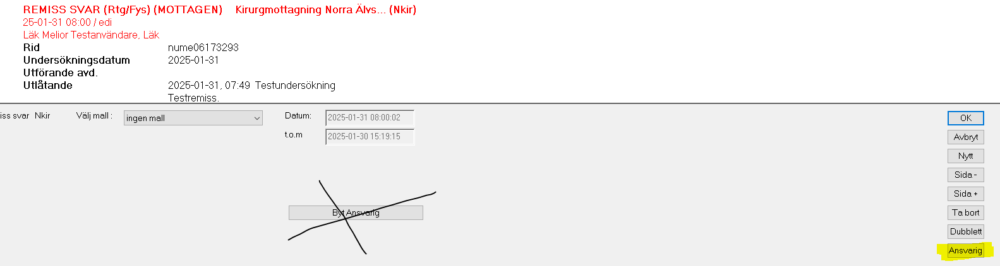 REMISS SVAR (Rtg/Fys) (MOTTAGEN) Kirurgmottagning Norra Älvs... (Nkir)
25-01-31 08:00 / edi
Läk Melior Testanvändare, Läk
Rid nume06173293
Undersökningsdatum 2025-01-31
Utförande avd.
Utlåtande 2025-01-31, 07:49 Testundersökning
Testremiss.
iss svar Nkir Välj mall : ingen mall Datum: 2025-01-31 08:00:02
t.o.m 2025-01-30 15:19:15
Byt Ansvarig
OK
Avbryt
Nytt
Sida -
Sida +
Ta bort
Dubblett
Ansvarig